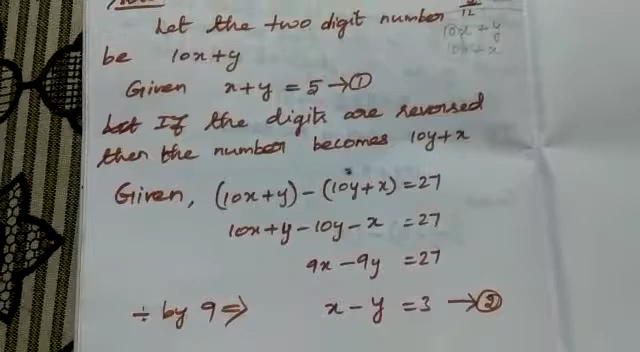 Let the two digit number
be 10x+y
Given x+y = 5 → ①
If the digits are reversed
then the number becomes 10y+x
Given, (10x+y) - (10y+x) = 27
10x+y-10y-x = 27
9x-9y = 27
÷ by 9 ⇒ x-y = 3 → ②